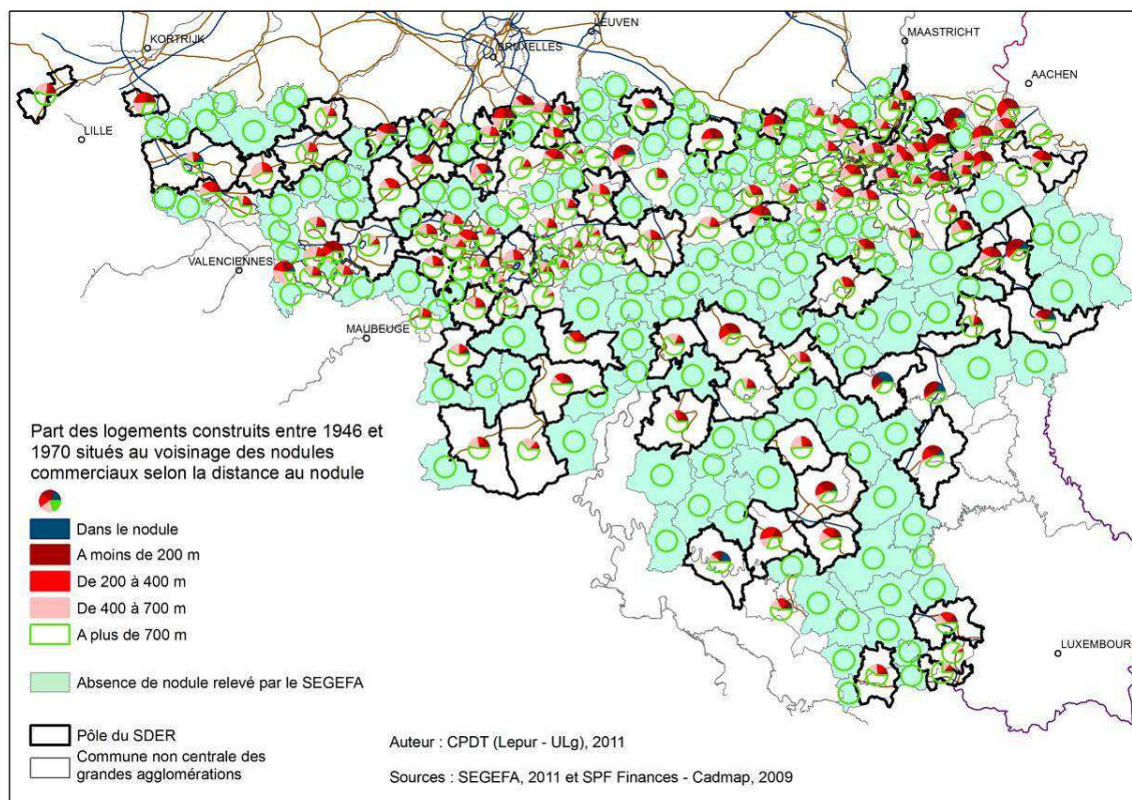 KORTRIJK
LEUVEN
BRUXELLES
MAASTRICHT
AACHEN
LILLE
VALENCIENNES
MAUBEUGE
LUXEMBOURG
Part des logements construits entre 1946 et
1970 situés au voisinage des nodules
commerciaux selon la distance au nodule
Dans le nodule
A moins de 200 m
De 200 à 400 m
De 400 à 700 m
A plus de 700 m
Absence de nodule relevé par le SEGEFA
Pôle du SDER
Commune non centrale des
grandes agglomérations
Auteur : CPDT (Lepur - ULg), 2011
Sources : SEGEFA, 2011 et SPF Finances - Cadmap, 2009